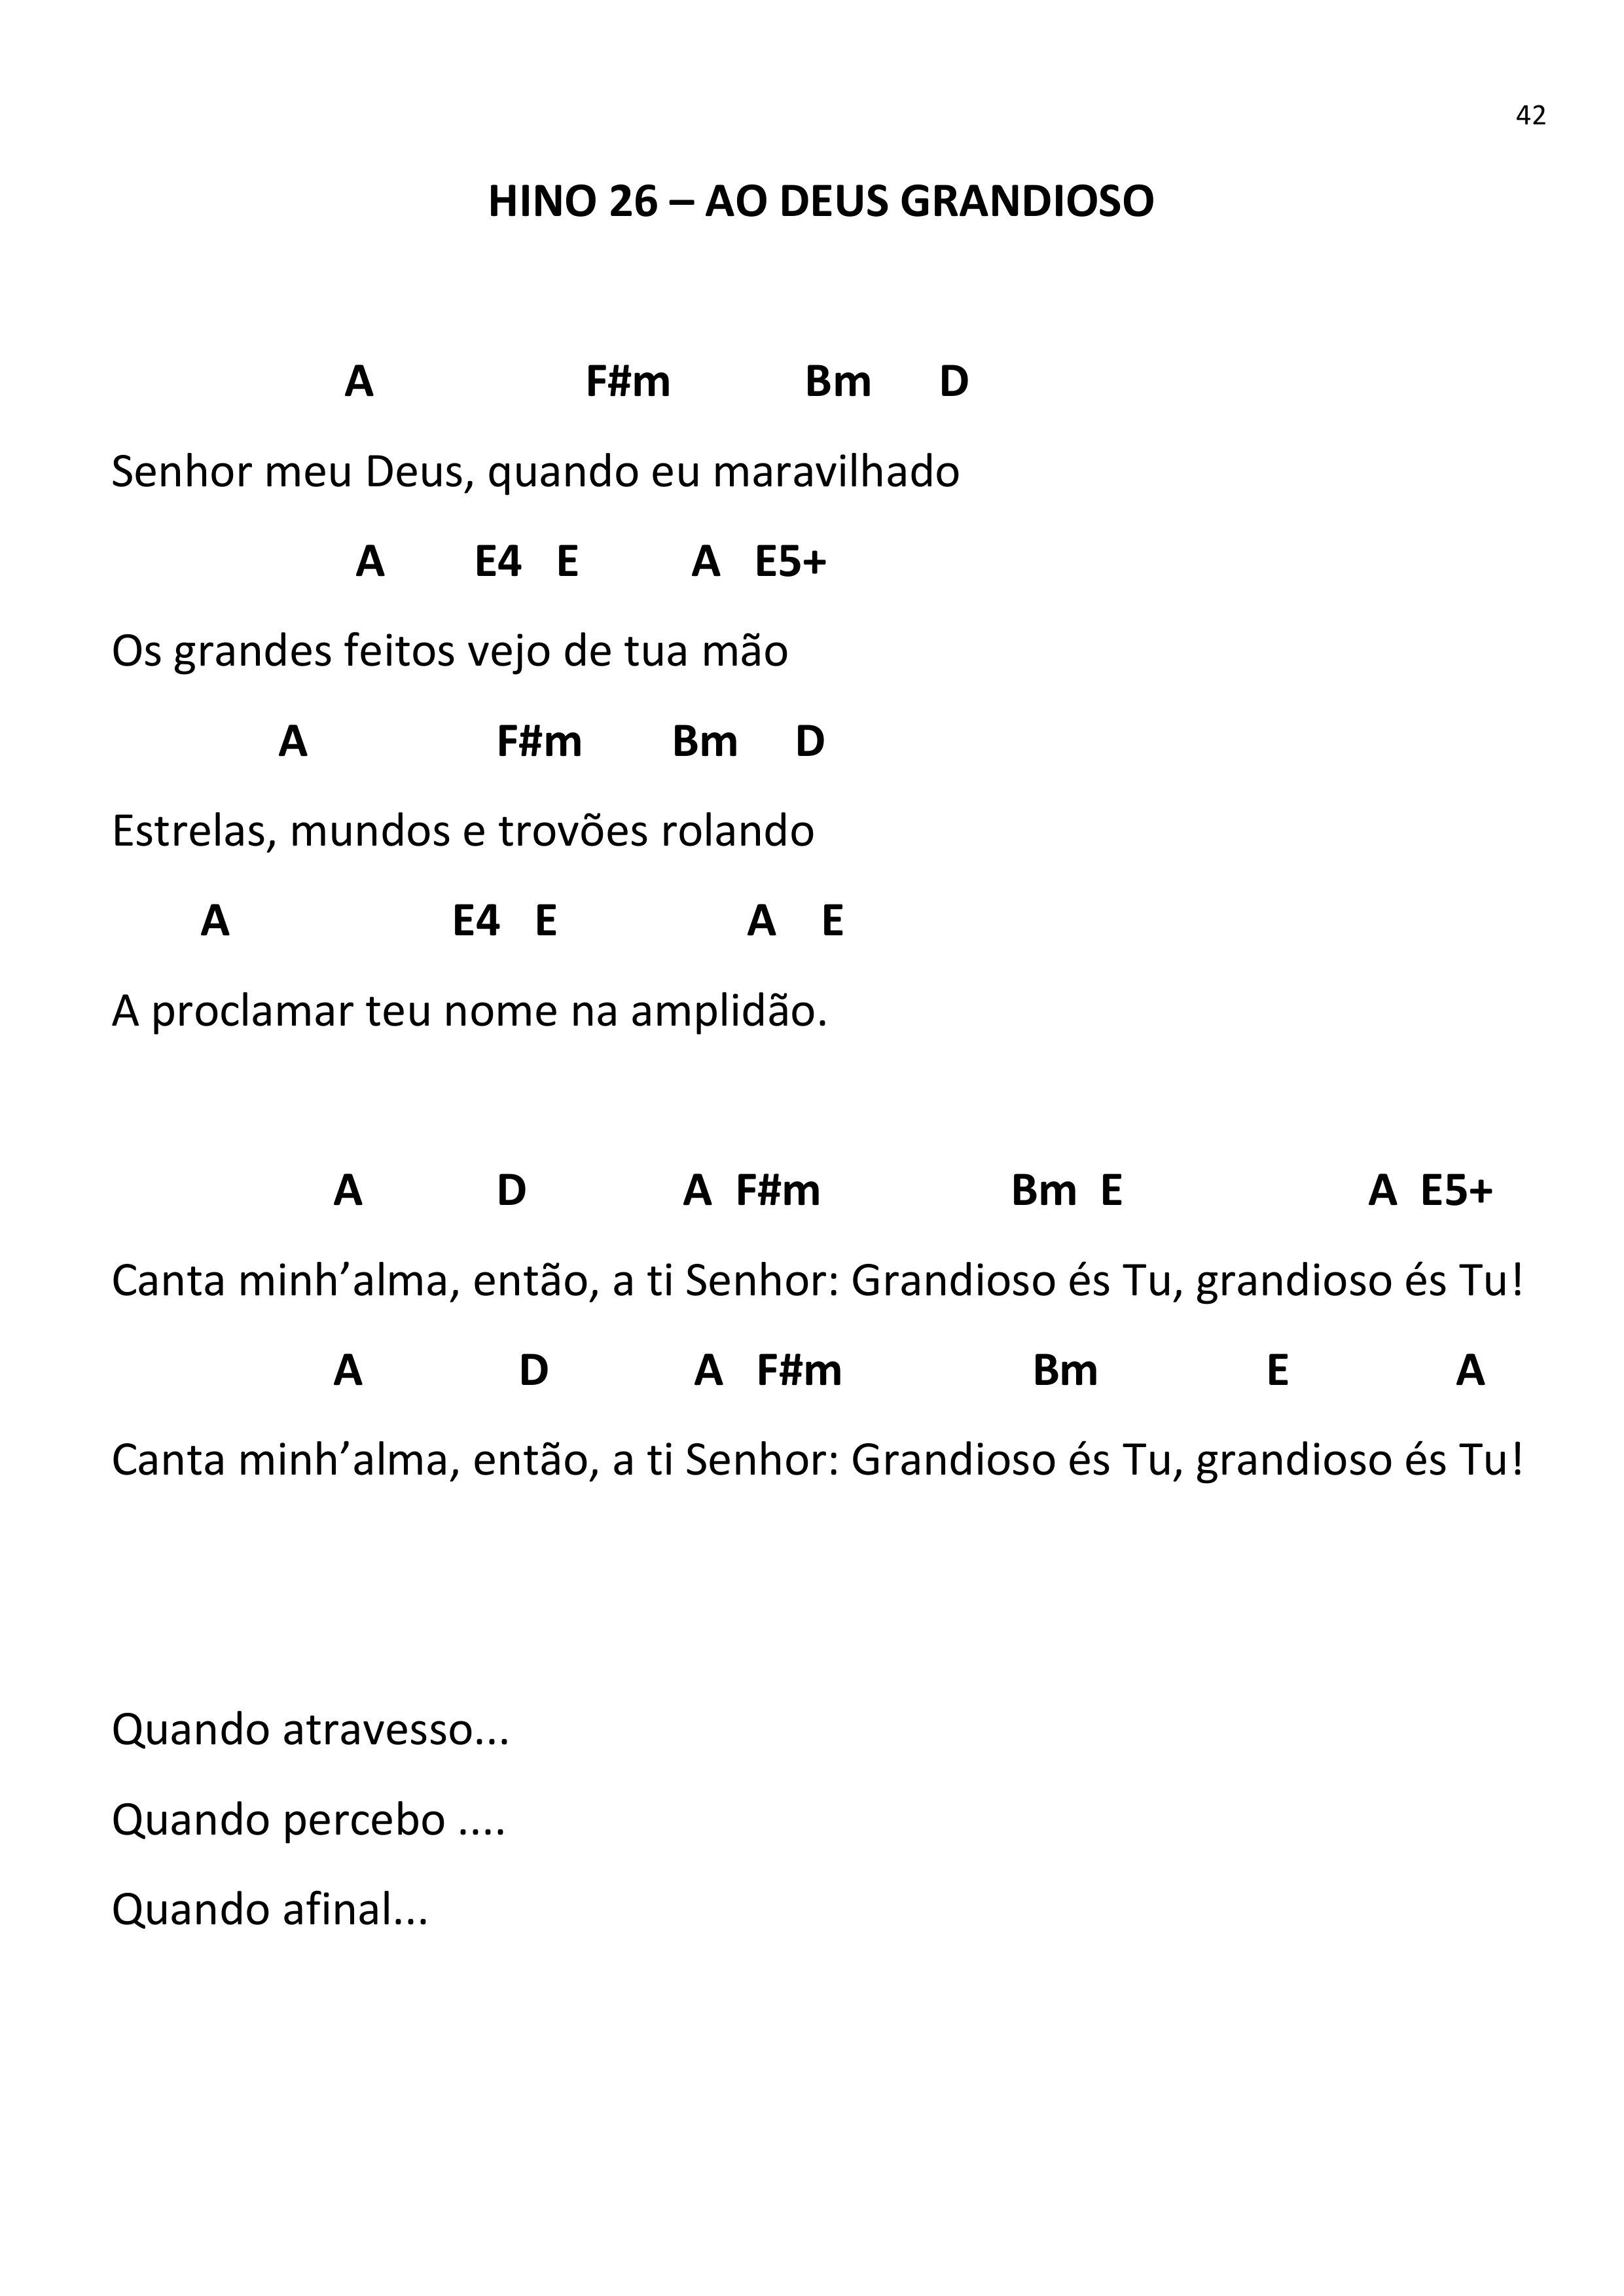 42
HINO 26 – AO DEUS GRANDIOSO
A F#m Bm D
Senhor meu Deus, quando eu maravilhado
A E4 E A E5+
Os grandes feitos vejo de tua mão
A F#m Bm D
Estrelas, mundos e trovões rolando
A E4 E A E
A proclamar teu nome na amplidão.
A D A F#m Bm E A E5+
Canta minh’alma, então, a ti Senhor: Grandioso és Tu, grandioso és Tu!
A D A F#m Bm E A
Canta minh’alma, então, a ti Senhor: Grandioso és Tu, grandioso és Tu!
Quando atravesso...
Quando percebo ....
Quando afinal...